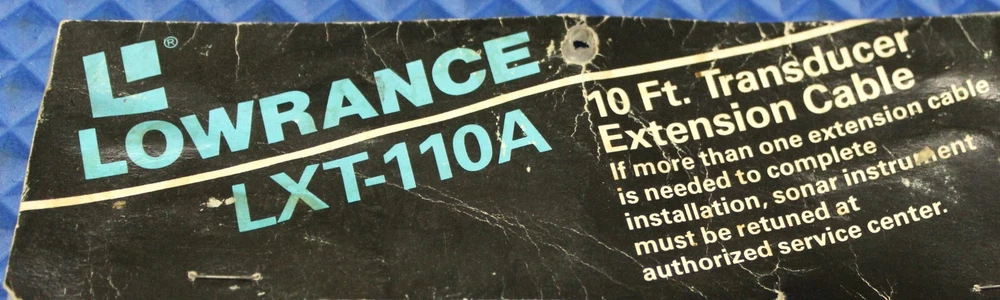 L®
LOWRANCE
LXT-110A
10 Ft. Transducer
Extension Cable
If more than one extension cable
is needed to complete
installation, sonar instrument
must be retuned at
authorized service center.